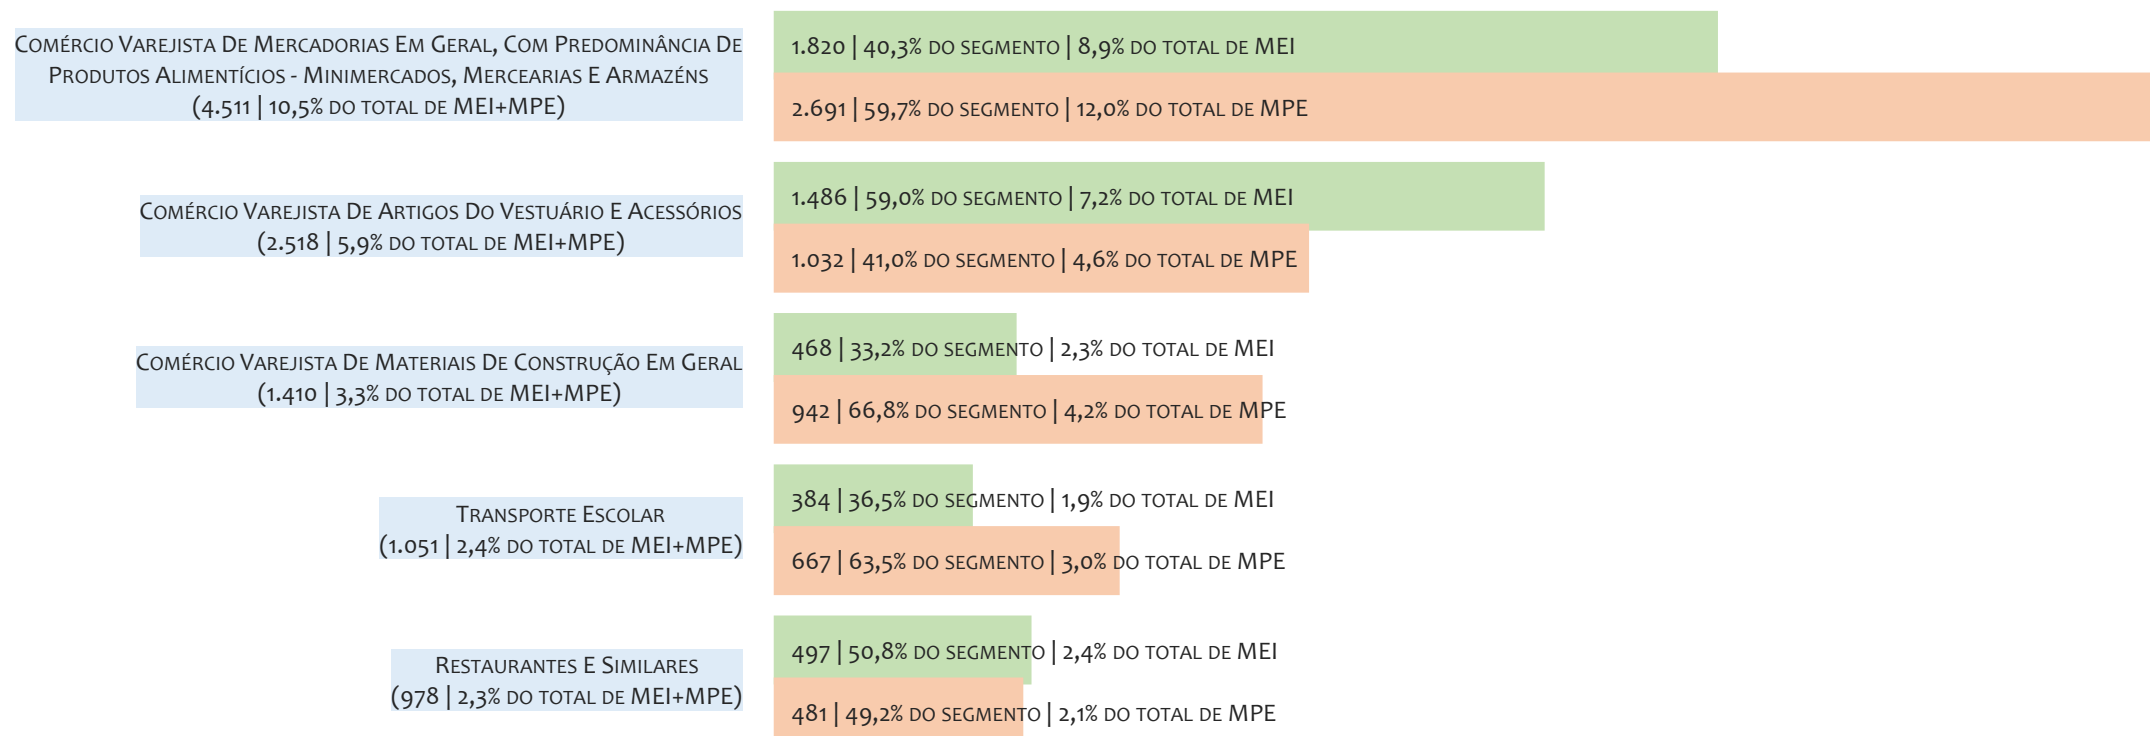 Comércio Varejista De Mercadorias Em Geral, Com Predominância De
Produtos Alimentícios - Minimercados, Mercearias E Armazéns
(4.511 | 10,5% do total de MEI+MPE)
1.820 | 40,3% do segmento | 8,9% do total de MEI
2.691 | 59,7% do segmento | 12,0% do total de MPE
Comércio Varejista De Artigos Do Vestuário E Acessórios
(2.518 | 5,9% do total de MEI+MPE)
1.486 | 59,0% do segmento | 7,2% do total de MEI
1.032 | 41,0% do segmento | 4,6% do total de MPE
Comércio Varejista De Materiais De Construção Em Geral
(1.410 | 3,3% do total de MEI+MPE)
468 | 33,2% do segmento | 2,3% do total de MEI
942 | 66,8% do segmento | 4,2% do total de MPE
Transporte Escolar
(1.051 | 2,4% do total de MEI+MPE)
384 | 36,5% do segmento | 1,9% do total de MEI
667 | 63,5% do segmento | 3,0% do total de MPE
Restaurantes E Similares
(978 | 2,3% do total de MEI+MPE)
497 | 50,8% do segmento | 2,4% do total de MEI
481 | 49,2% do segmento | 2,1% do total de MPE